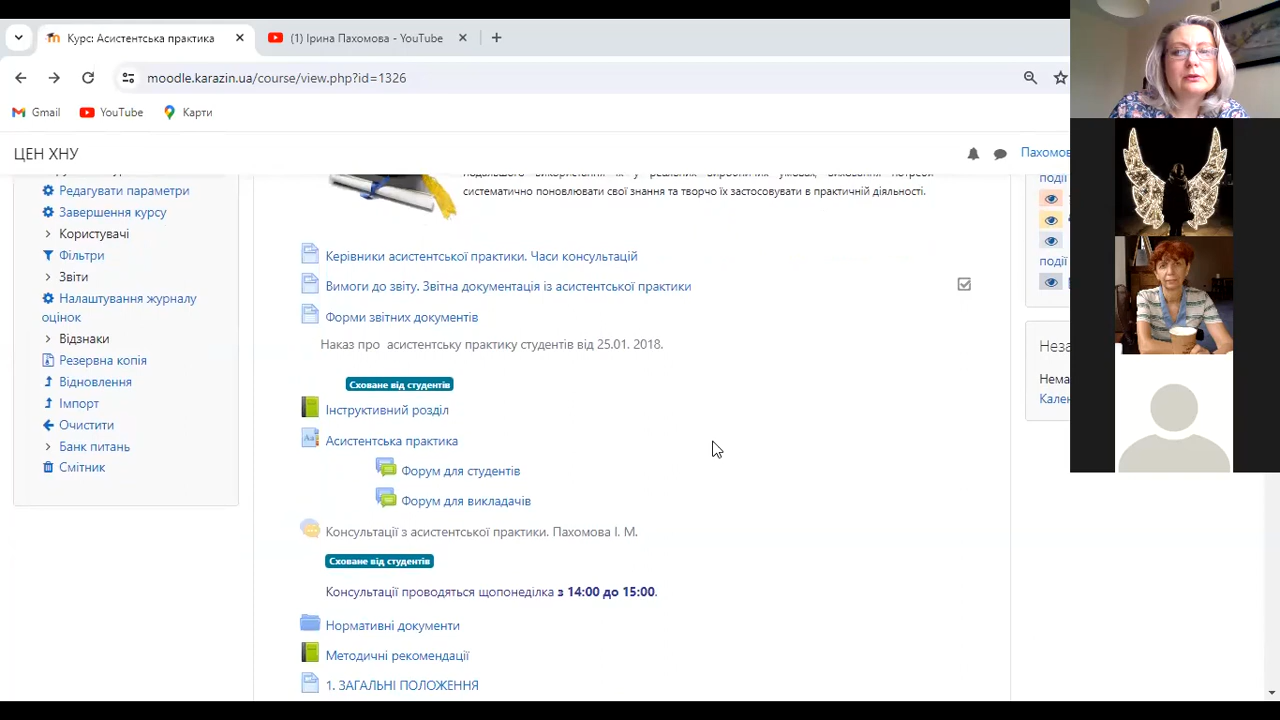 Курс: Асистентська практика
(1) Ірина Пахомова - YouTube
moodle.karazin.ua/course/view.php?id=1326
Gmail
YouTube
Карти
ЦЕН ХНУ
Пахомов
Редагувати параметри
Завершення курсу
Користувачі
Фільтри
Звіти
Налаштування журналу
оцінок
Відзнаки
Резервна копія
Відновлення
Імпорт
Очистити
Банк питань
Смітник
систематично поновлювати свої знання та творчо їх застосовувати в практичній діяльності.
Керівники асистентської практики. Часи консультацій
Вимоги до звіту. Звітна документація із асистентської практики
Форми звітних документів
Наказ про асистентську практику студентів від 25.01. 2018.
Сховане від студентів
Інструктивний розділ
Асистентська практика
Форум для студентів
Форум для викладачів
Консультації з асистентської практики. Пахомова І. М.
Сховане від студентів
Консультації проводяться щопонеділка з 14:00 до 15:00.
Нормативні документи
Методичні рекомендації
1. ЗАГАЛЬНІ ПОЛОЖЕННЯ
події
події
Неза
Нема
Кален